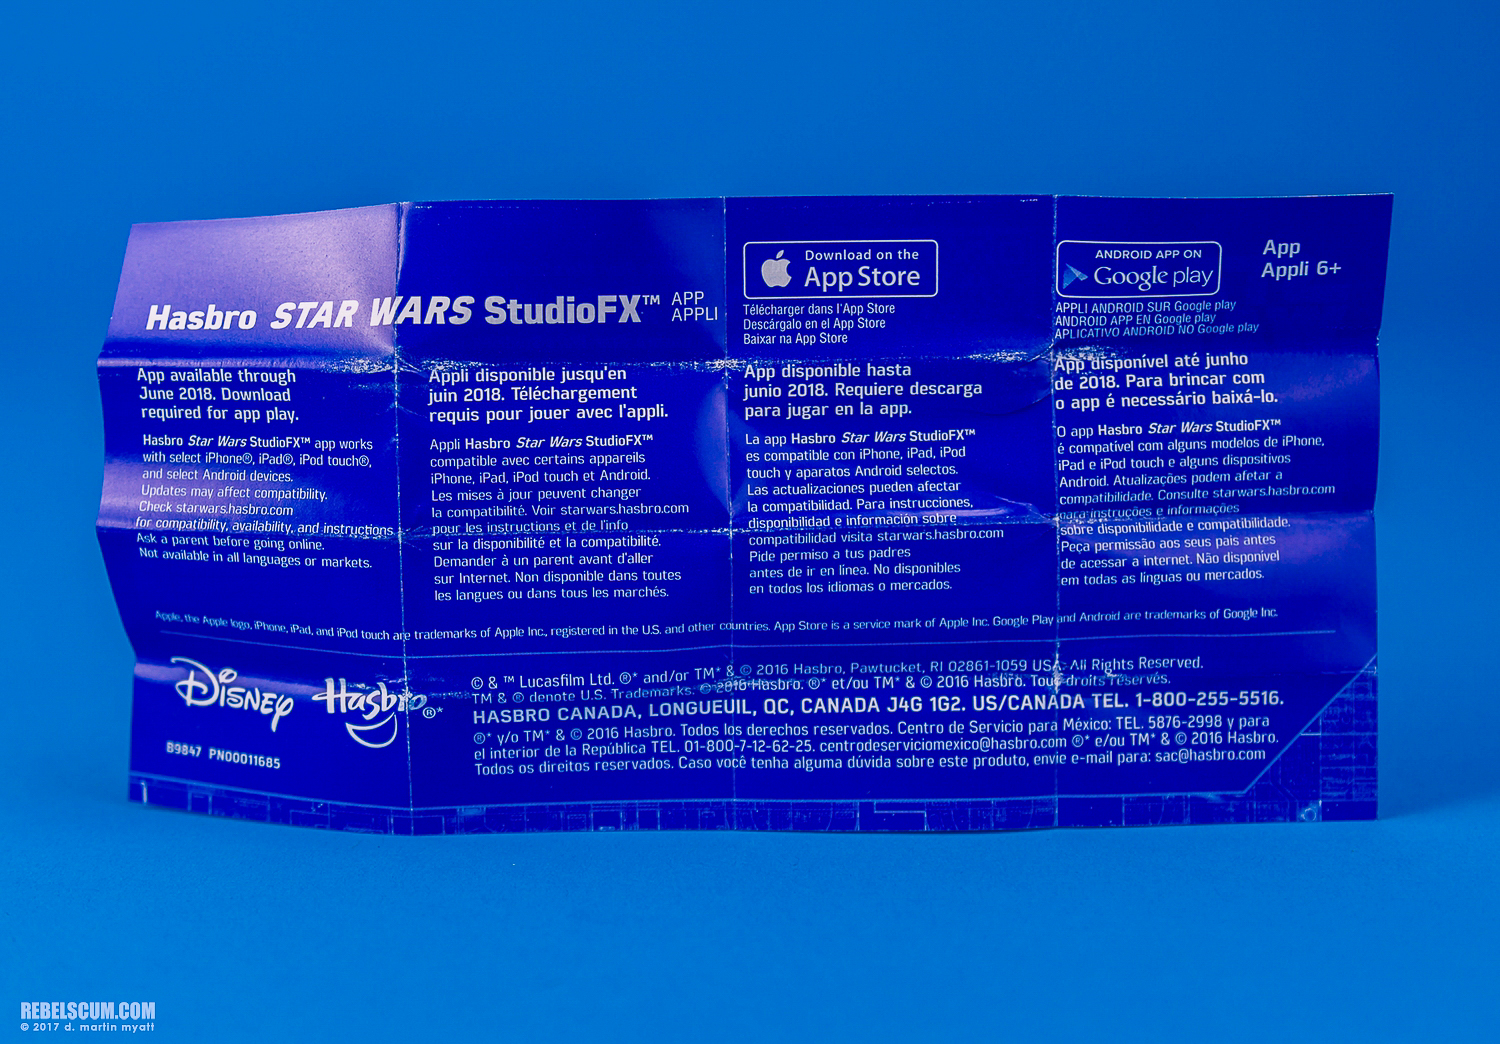 Hasbro STAR WARS StudioFX™ APP
APPLI
Download on the
App Store
Télécharger dans l'App Store
Descárgalo en el App Store
Baixar na App Store
ANDROID APP ON
Google play
APPLI ANDROID SUR Google play
ANDROID APP EN Google play
APLICATIVO ANDROID NO Google play
App
Appli 6+
App available through
June 2018. Download
required for app play.
Hasbro Star Wars StudioFX™ app works
with select iPhone®, iPad®, iPod touch®,
and select Android devices.
Updates may affect compatibility.
Check starwars.hasbro.com
for compatibility, availability, and instructions.
Ask a parent before going online.
Not available in all languages or markets.
Appli disponible jusqu'en
juin 2018. Téléchargement
requis pour jouer avec l'appli.
Appli Hasbro Star Wars StudioFX™
compatible avec certains appareils
iPhone, iPad, iPod touch et Android.
Les mises à jour peuvent changer
la compatibilité. Voir starwars.hasbro.com
pour les instructions et de l'info
sur la disponibilité et la compatibilité.
Demander à un parent avant d'aller
sur Internet. Non disponible dans toutes
les langues ou dans tous les marchés.
App disponible hasta
junio 2018. Requiere descarga
para jugar en la app.
La app Hasbro Star Wars StudioFX™
es compatible con iPhone, iPad, iPod
touch y aparatos Android selectos.
Las actualizaciones pueden afectar
la compatibilidad. Para instrucciones,
disponibilidad e información sobre
compatibilidad visita starwars.hasbro.com
Pide permiso a tus padres
antes de ir en línea. No disponibles
en todos los idiomas o mercados.
App disponível até junho
de 2018. Para brincar com
o app é necessário baixá-lo.
O app Hasbro Star Wars StudioFX™
é compatível com alguns modelos de iPhone,
iPad e iPod touch e alguns dispositivos
Android. Atualizações podem afetar a
compatibilidade. Consulte starwars.hasbro.com
para instruções e informações
sobre disponibilidade e compatibilidade.
Peça permissão aos seus pais antes
de acessar a internet. Não disponível
em todas as línguas ou mercados.
Apple, the Apple logo, iPhone, iPad, and iPod touch are trademarks of Apple Inc., registered in the U.S. and other countries. App Store is a service mark of Apple Inc. Google Play and Android are trademarks of Google Inc.
Disney Hasbro ®*
B9847 PN00011685
© & ™ Lucasfilm Ltd. ®* and/or TM* & © 2016 Hasbro, Pawtucket, RI 02861-1059 USA. All Rights Reserved.
TM & ® denote U.S. Trademarks. © 2016 Hasbro. ®* et/ou TM* & © 2016 Hasbro. Tous droits réservés.
HASBRO CANADA, LONGUEUIL, QC, CANADA J4G 1G2. US/CANADA TEL. 1-800-255-5516.
®* y/o TM* & © 2016 Hasbro. Todos los derechos reservados. Centro de Servicio para México: TEL. 5876-2998 y para
el interior de la República TEL. 01-800-7-12-62-25. centrodeserviciomexico@hasbro.com ®* e/ou TM* & © 2016 Hasbro.
Todos os direitos reservados. Caso você tenha alguma dúvida sobre este produto, envie e-mail para: sac@hasbro.com
REBELSCUM.COM
© 2017 d. martin myatt